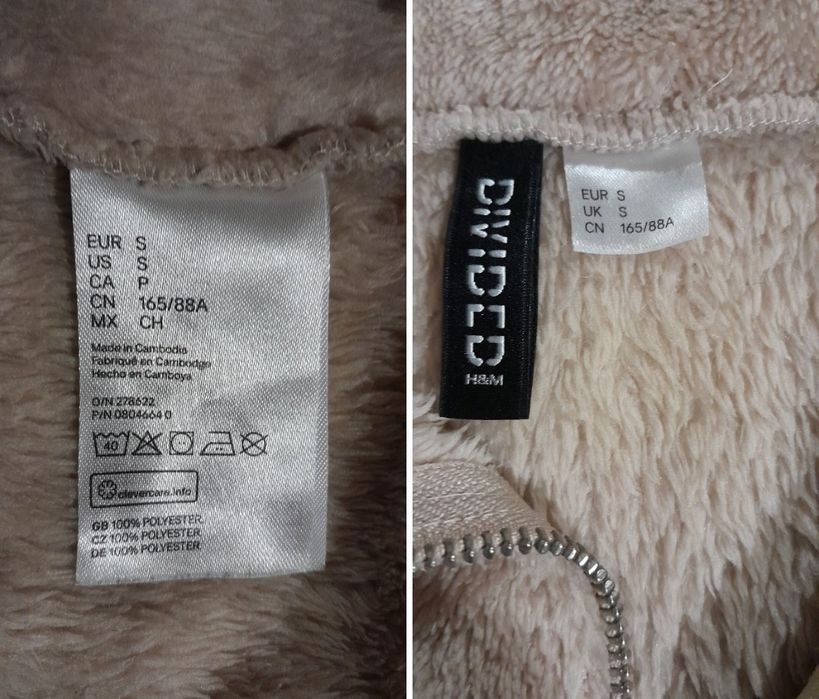 EUR S
US S
CA P
CN 165/88A
MX CH
Made in Cambodia
Fabriqué en Cambodge
Hecho en Camboya
O/N 278622
P/N 0804664 0
40
clevercare.info
GB 100% POLYESTER
CZ 100% POLYESTER
DE 100% POLYESTER
DIVIDED
H&M
EUR S
UK S
CN 165/88A